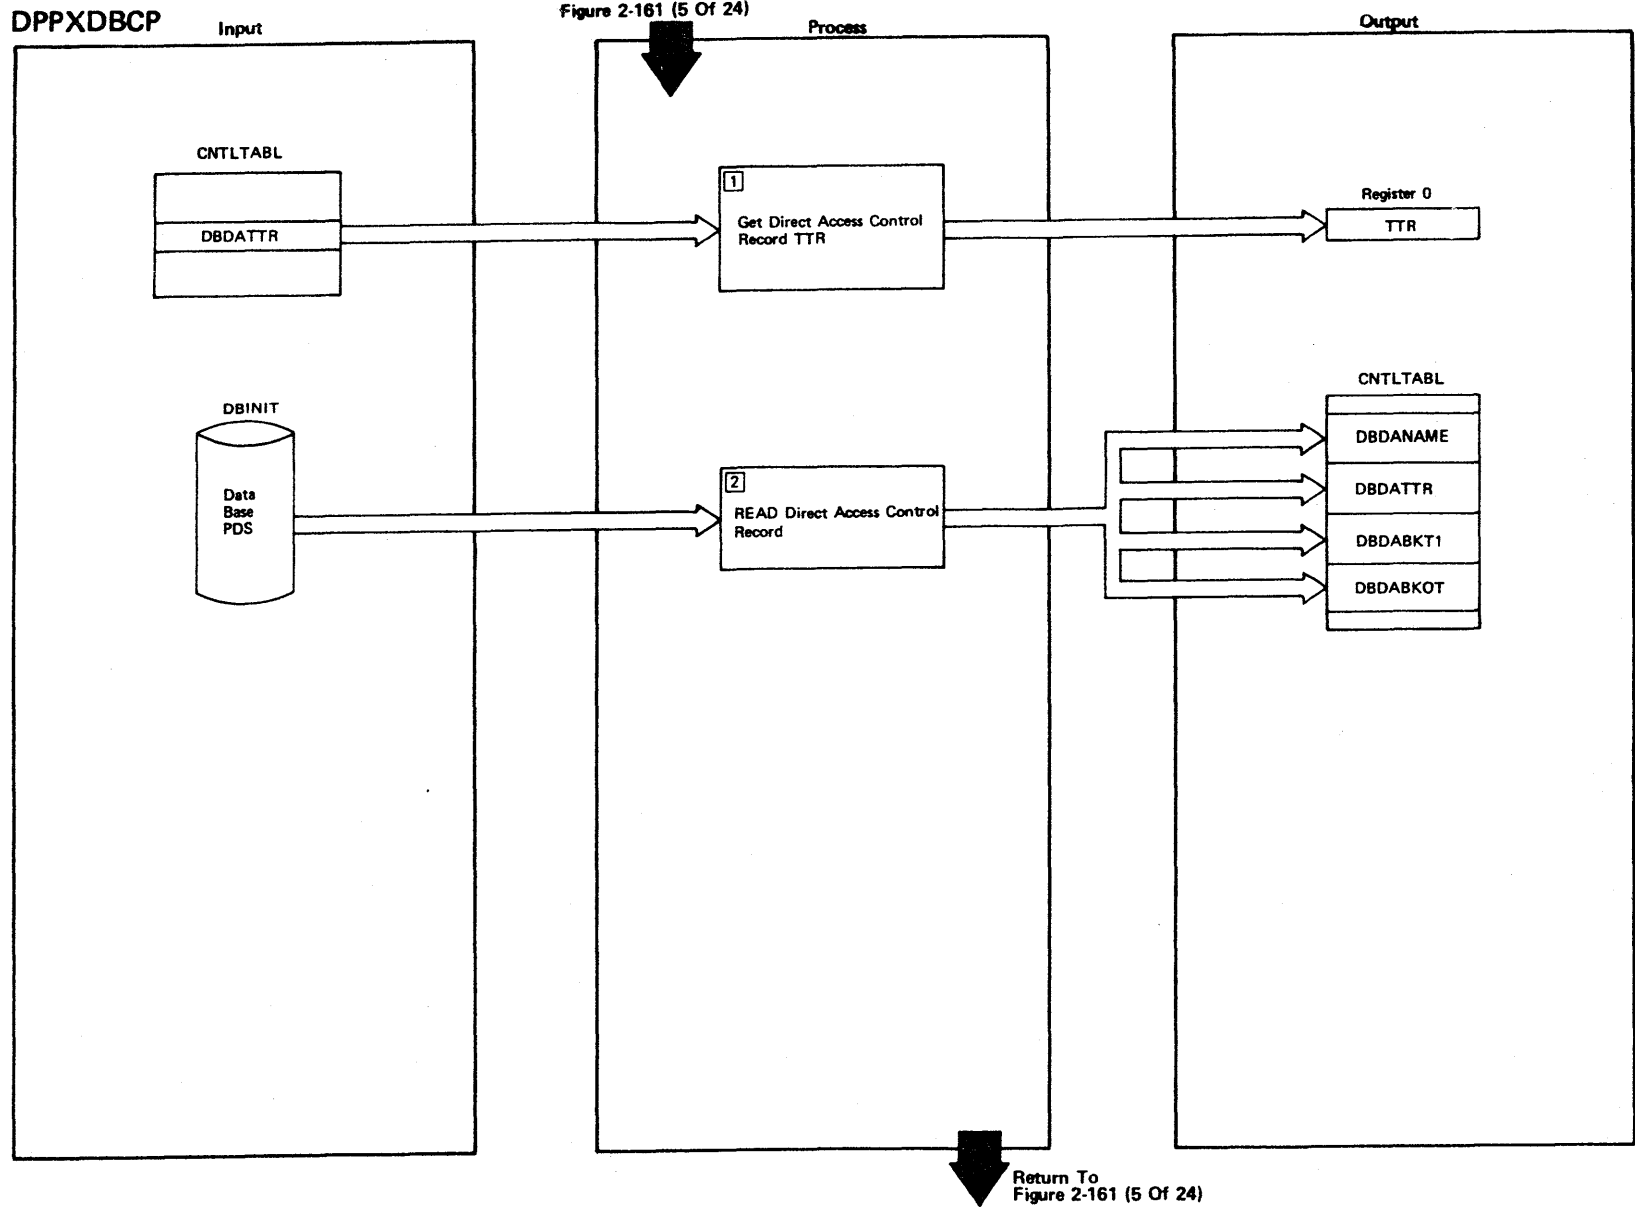 DPPXDBCP
Input
Figure 2-161 (5 Of 24)
Process
Output
CNTLTABL
DBDATTR
1
Get Direct Access Control
Record TTR
Register 0
TTR
DBINIT
Data
Base
PDS
2
READ Direct Access Control
Record
CNTLTABL
DBDANAME
DBDATTR
DBDABKT1
DBDABKOT
Return To
Figure 2-161 (5 Of 24)